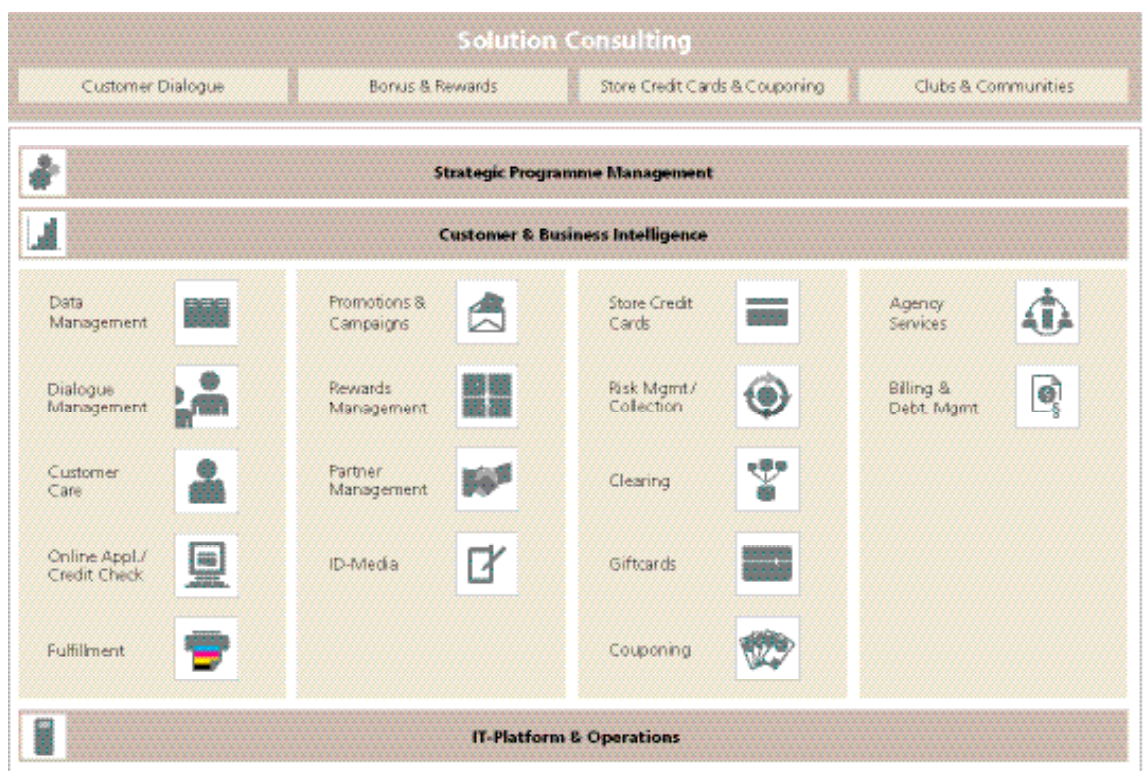 Solution Consulting
Customer Dialogue
Bonus & Rewards
Store Credit Cards & Couponing
Clubs & Communities
Strategic Programme Management
Customer & Business Intelligence
Data
Management
Dialogue
Management
Customer
Care
Online Appl./
Credit Check
Fulfillment
Promotions &
Campaigns
Rewards
Management
Partner
Management
ID-Media
Store Credit
Cards
Risk Mgmt/
Collection
Clearing
Giftcards
Couponing
Agency
Services
Billing &
Debt. Mgmt
§
IT-Platform & Operations